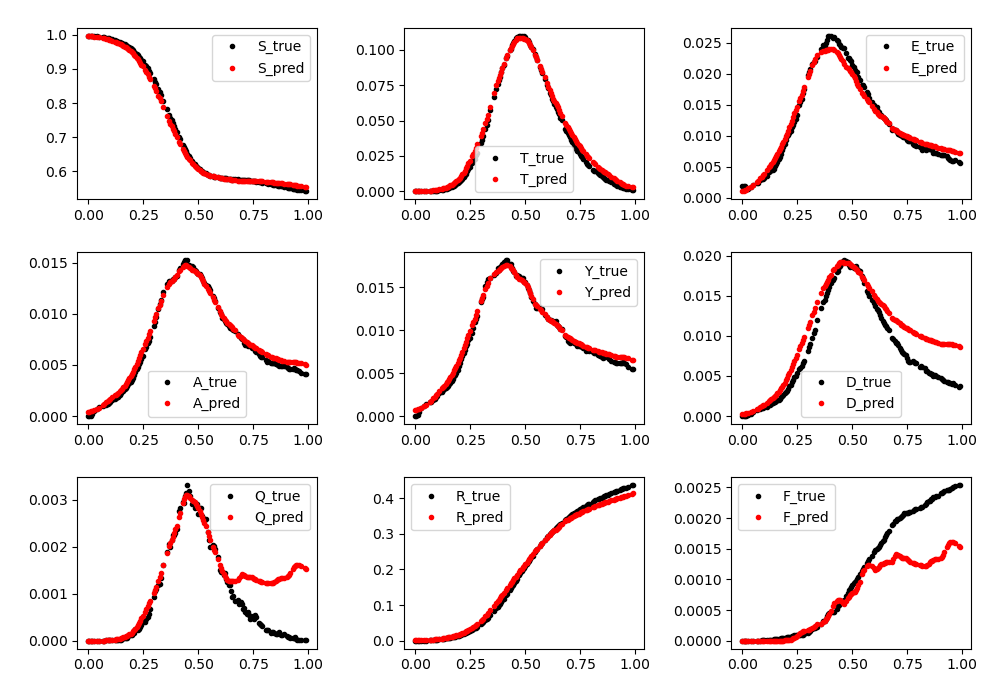 1.0
0.9
0.8
0.7
0.6
0.00 0.25 0.50 0.75 1.00
S_true
S_pred
0.100
0.075
0.050
0.025
0.000
0.00 0.25 0.50 0.75 1.00
T_true
T_pred
0.025
0.020
0.015
0.010
0.005
0.000
0.00 0.25 0.50 0.75 1.00
E_true
E_pred
0.015
0.010
0.005
0.000
0.00 0.25 0.50 0.75 1.00
A_true
A_pred
0.015
0.010
0.005
0.000
0.00 0.25 0.50 0.75 1.00
Y_true
Y_pred
0.020
0.015
0.010
0.005
0.000
0.00 0.25 0.50 0.75 1.00
D_true
D_pred
0.003
0.002
0.001
0.000
0.00 0.25 0.50 0.75 1.00
Q_true
Q_pred
0.4
0.3
0.2
0.1
0.0
0.00 0.25 0.50 0.75 1.00
R_true
R_pred
0.0025
0.0020
0.0015
0.0010
0.0005
0.0000
0.00 0.25 0.50 0.75 1.00
F_true
F_pred